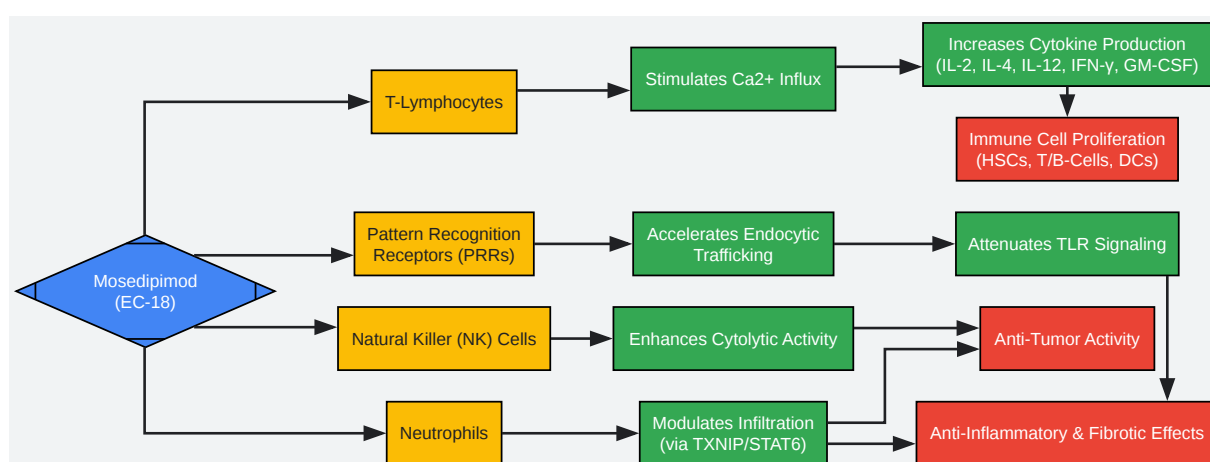 Mosedipimod
(EC-18)
T-Lymphocytes
Stimulates Ca2+ Influx
Increases Cytokine Production
(IL-2, IL-4, IL-12, IFN-γ, GM-CSF)
Immune Cell Proliferation
(HSCs, T/B-Cells, DCs)
Pattern Recognition
Receptors (PRRs)
Accelerates Endocytic
Trafficking
Attenuates TLR Signaling
Natural Killer (NK) Cells
Enhances Cytolytic Activity
Anti-Tumor Activity
Neutrophils
Modulates Infiltration
(via TXNIP/STAT6)
Anti-Inflammatory & Fibrotic Effects